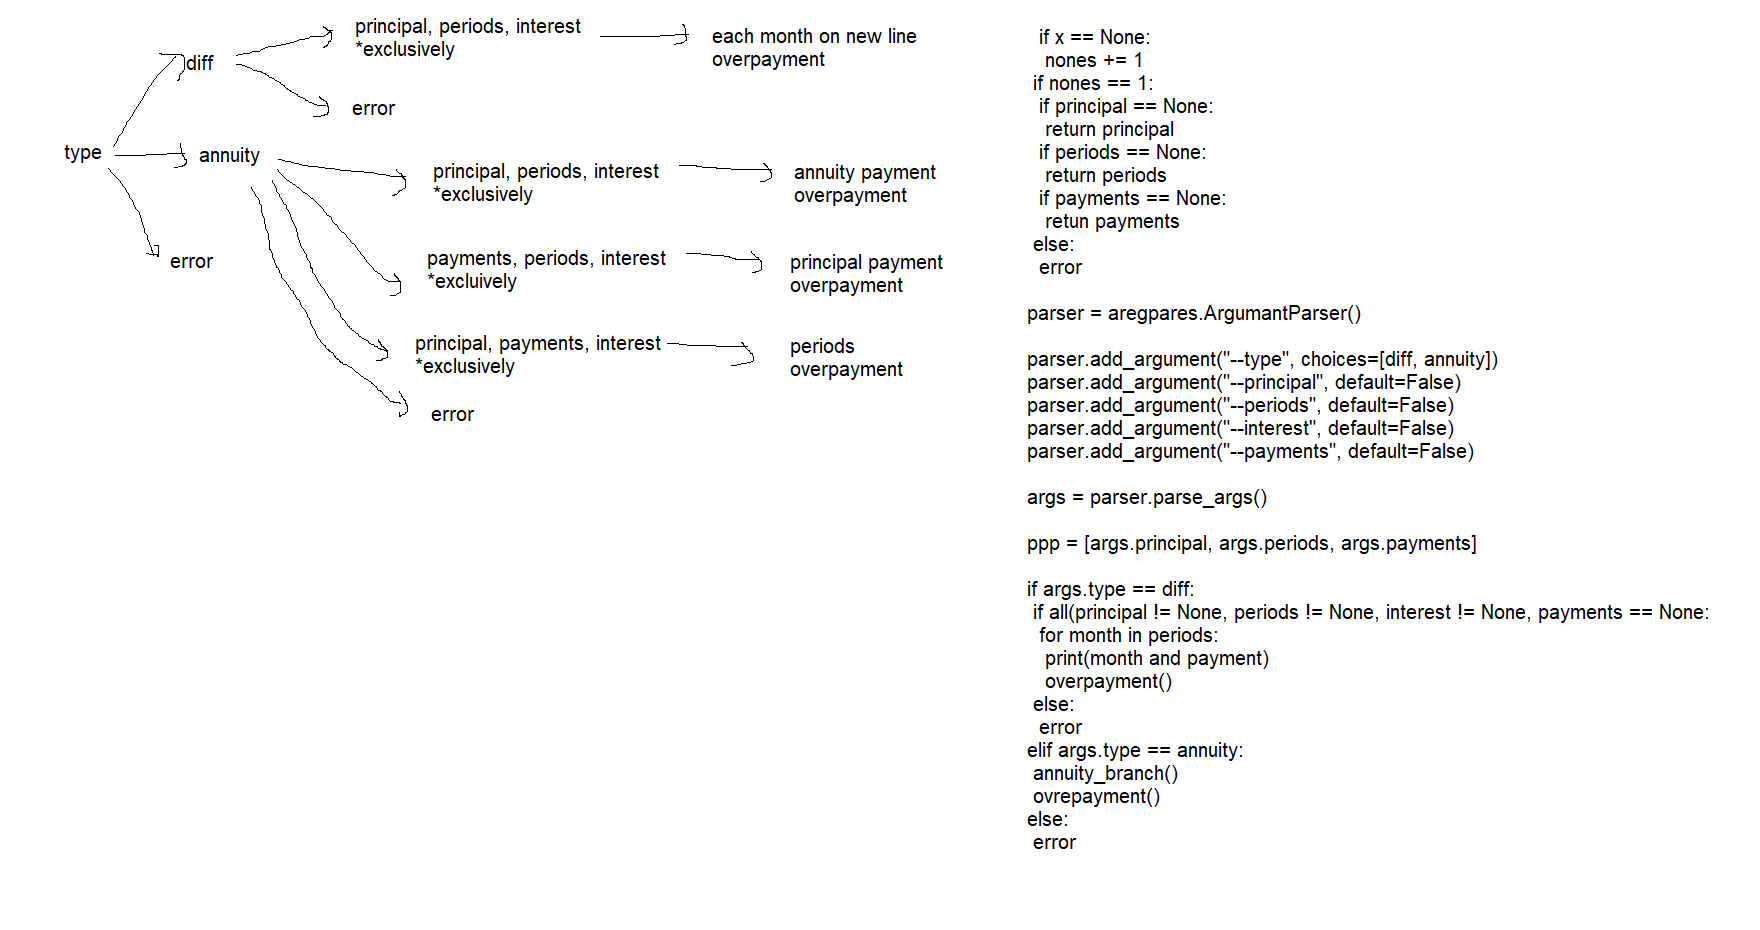 principal, periods, interest
*exclusively
each month on new line
overpayment
diff
error
type
annuity
principal, periods, interest
*exclusively
annuity payment
overpayment
error
payments, periods, interest
*excluively
principal payment
overpayment
principal, payments, interest
*exclusively
periods
overpayment
error
if x == None:
nones += 1
if nones == 1:
if principal == None:
return principal
if periods == None:
return periods
if payments == None:
retun payments
else:
error
parser = aregpares.ArgumantParser()
parser.add_argument("--type", choices=[diff, annuity])
parser.add_argument("--principal", default=False)
parser.add_argument("--periods", default=False)
parser.add_argument("--interest", default=False)
parser.add_argument("--payments", default=False)
args = parser.parse_args()
ppp = [args.principal, args.periods, args.payments]
if args.type == diff:
if all(principal != None, periods != None, interest != None, payments == None:
for month in periods:
print(month and payment)
overpayment()
else:
error
elif args.type == annuity:
annuity_branch()
ovrepayment()
else:
error